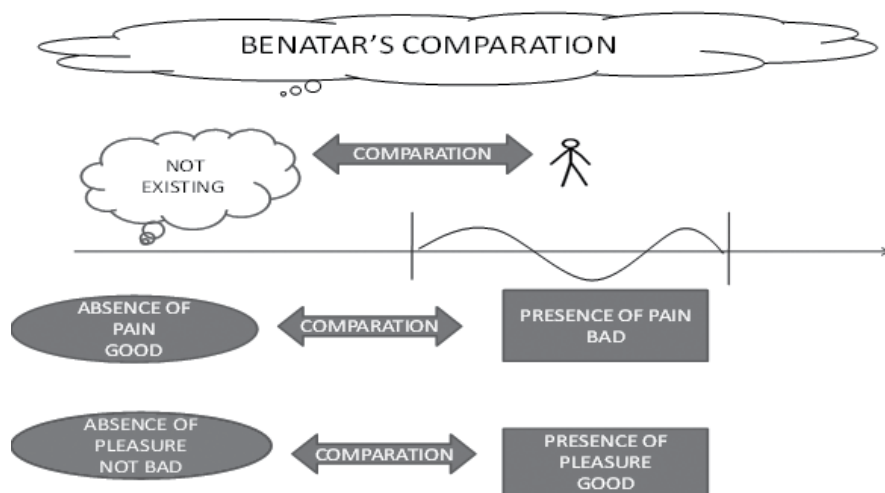 BENATAR'S COMPARATION
NOT
EXISTING
COMPARATION
ABSENCE OF
PAIN
GOOD
COMPARATION
PRESENCE OF PAIN
BAD
ABSENCE OF
PLEASURE
NOT BAD
COMPARATION
PRESENCE OF
PLEASURE
GOOD